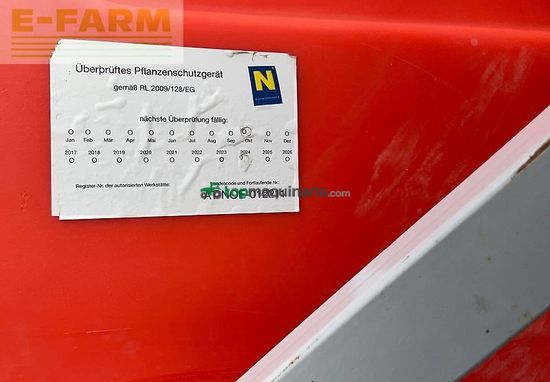 E-FARM
Überprüftes Pflanzenschutzgerät
gemäß RL 2009/128/EG
N
nächste Überprüfung fällig:
Jan Feb Mär Apr Mai Jun Jul Aug Sep Okt Nov Dez
2017 2018 2019 2020 2021 2022 2023 2024 2025 2026
Register-Nr. der autorisierten Werkstätte:
Landescode und Fortlaufende Nr.:
topmaquinaria.com